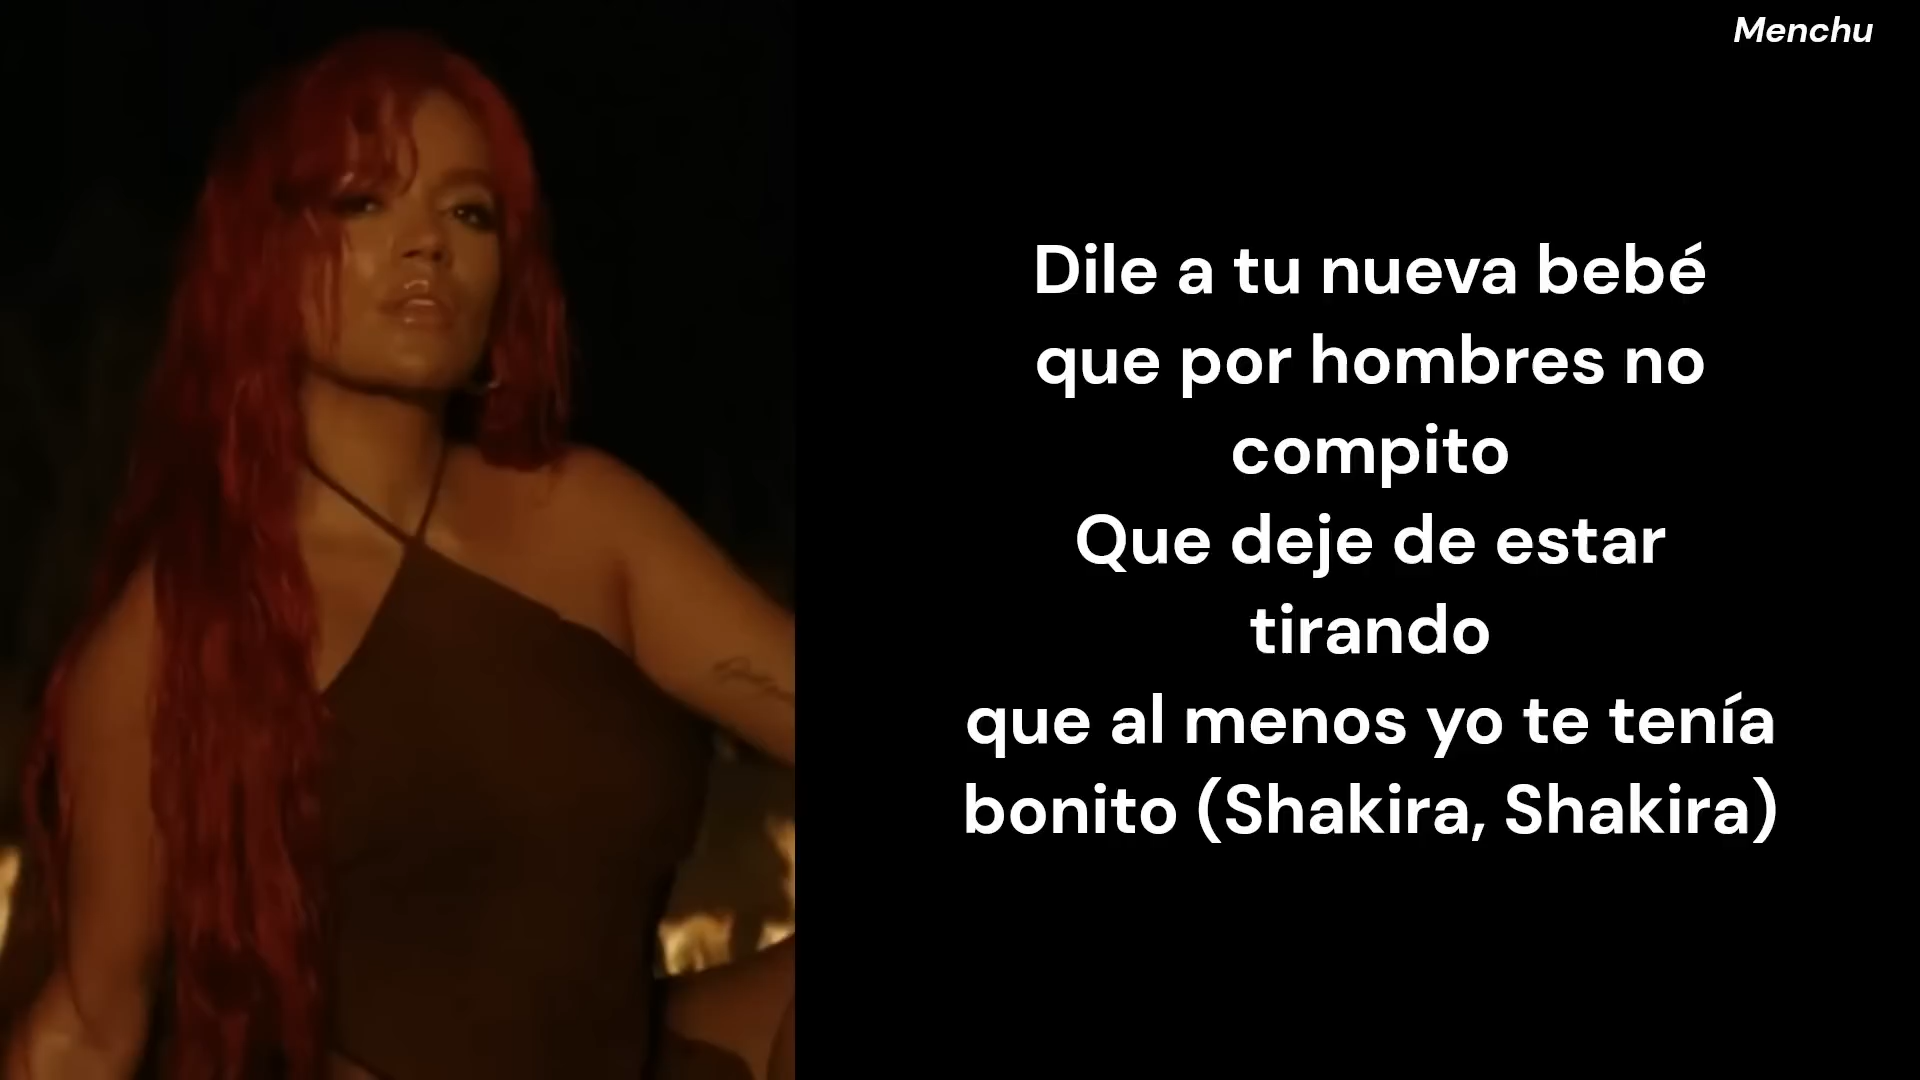 Menchu
Dile a tu nueva bebé
que por hombres no
compito
Que deje de estar
tirando
que al menos yo te tenía
bonito (Shakira, Shakira)